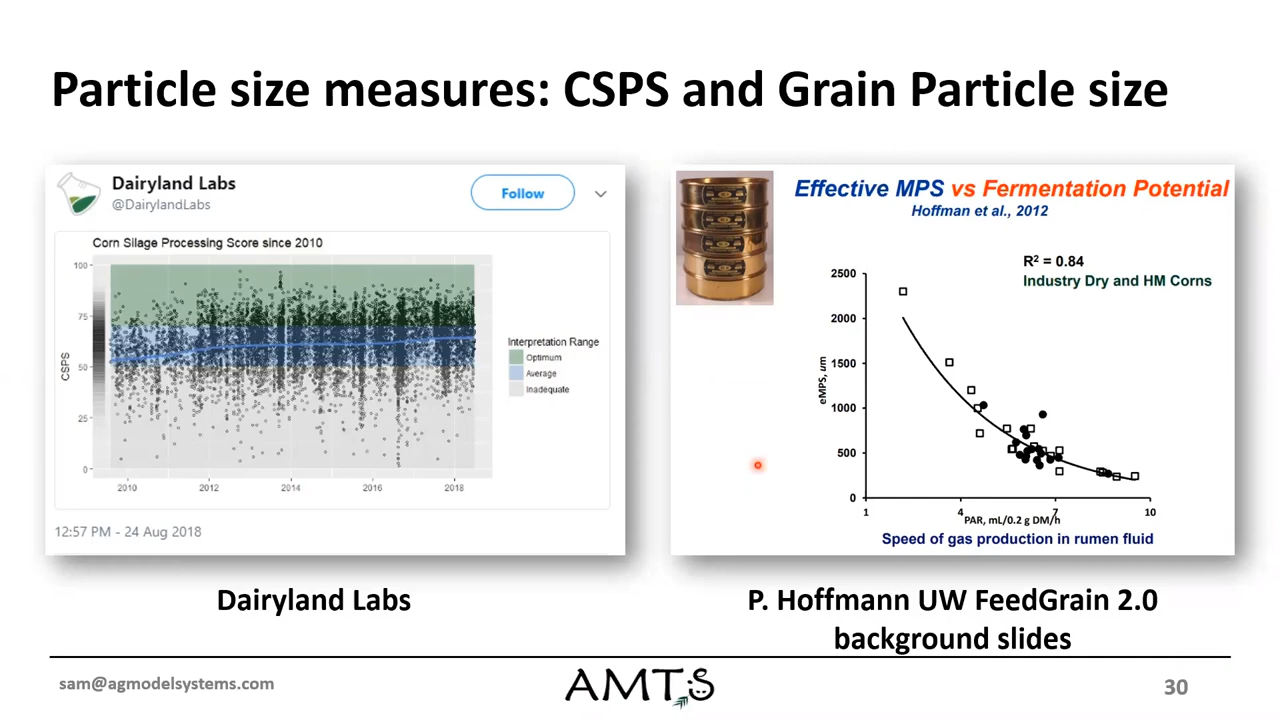 Particle size measures: CSPS and Grain Particle size
Dairyland Labs
@DairylandLabs
Follow
Corn Silage Processing Score since 2010
100
75
50
25
0
CSPS
2010
2012
2014
2016
2018
Interpretation Range
Optimum
Average
Inadequate
12:57 PM - 24 Aug 2018
Dairyland Labs
Effective MPS vs Fermentation Potential
Hoffman et al., 2012
R² = 0.84
Industry Dry and HM Corns
2500
2000
1500
1000
500
0
eMPS, um
1
4
7
10
PAR, mL/0.2 g DM/h
Speed of gas production in rumen fluid
P. Hoffmann UW FeedGrain 2.0
background slides
sam@agmodelsystems.com
AMTS
30